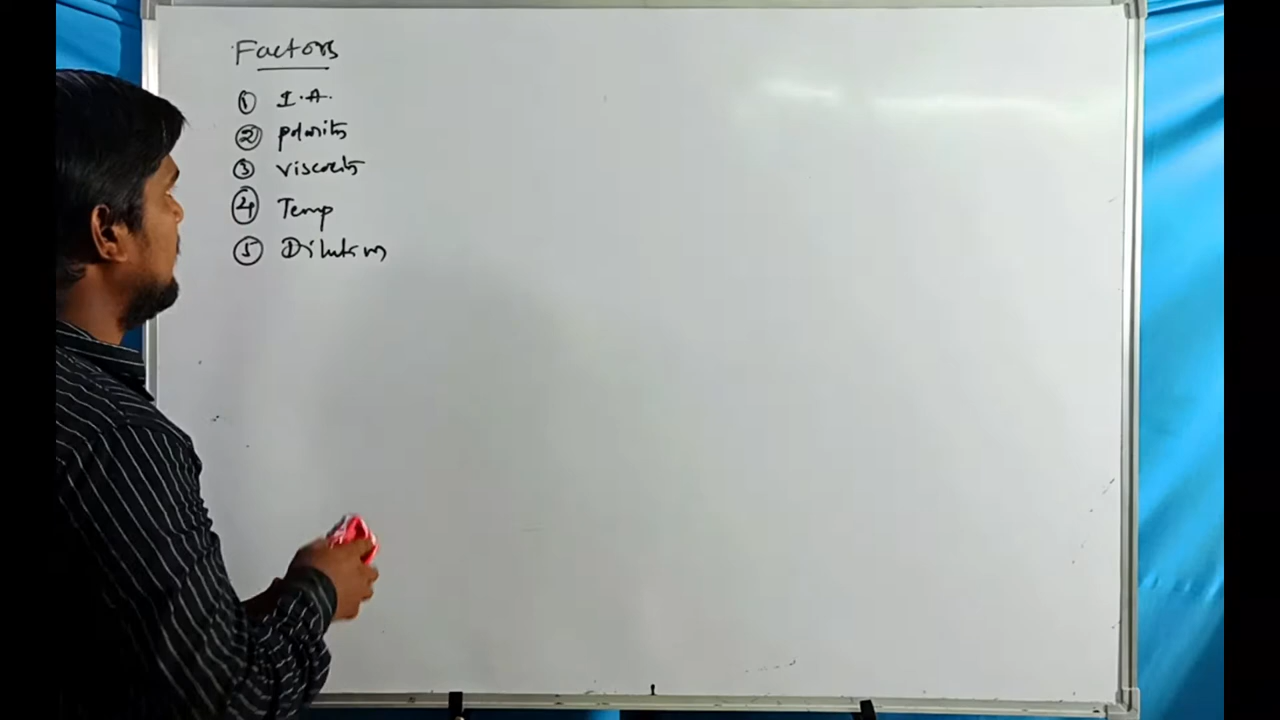 Factors
① I.A.
② polarity
③ viscosity
④ Temp
⑤ Dilution